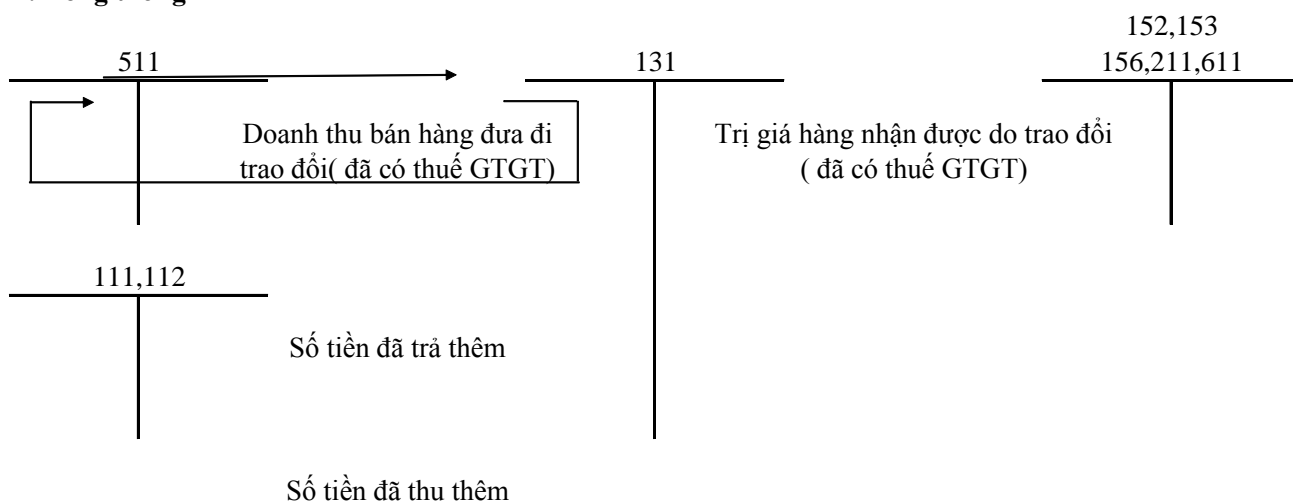 152,153
511
131
156,211,611
Doanh thu bán hàng đưa đi
trao đổi( đã có thuế GTGT)
Trị giá hàng nhận được do trao đổi
( đã có thuế GTGT)
111,112
Số tiền đã trả thêm
Số tiền đã thu thêm